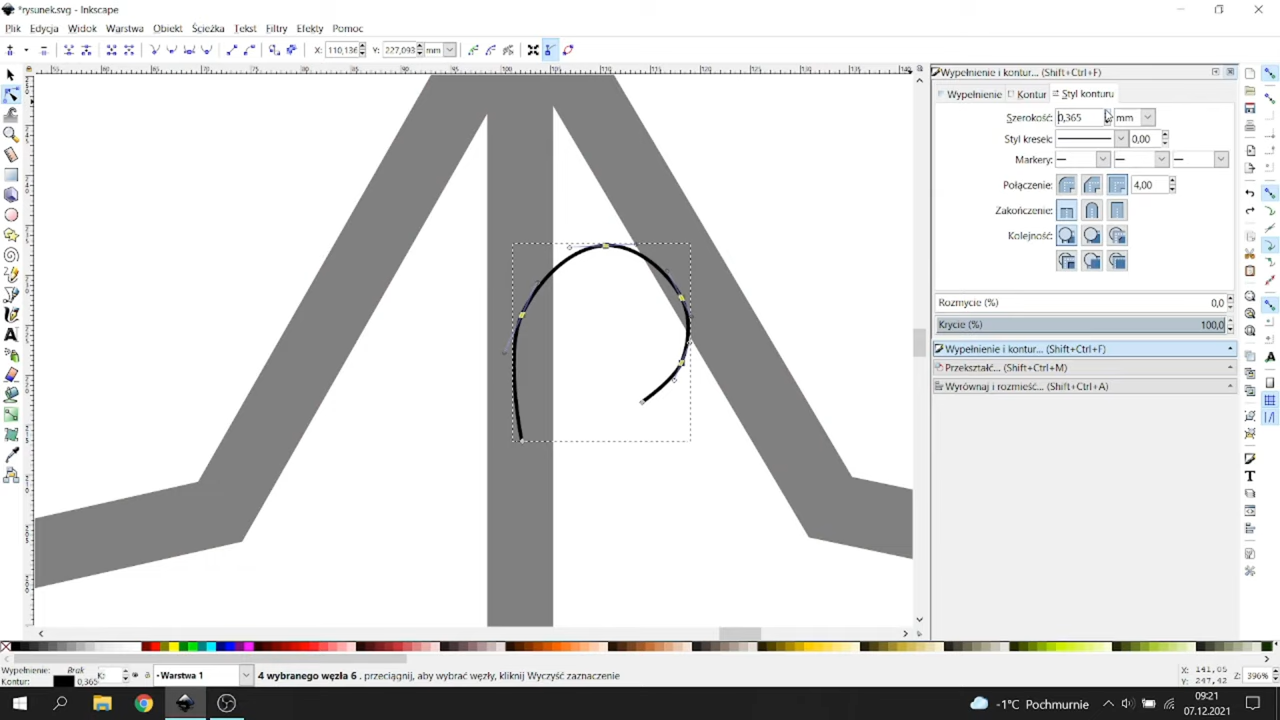 *rysunek.svg - Inkscape
Plik Edycja Widok Warstwa Obiekt Ścieżka Tekst Filtry Efekty Pomoc
X: 110,136 Y: 227,093 mm
Wypełnienie i kontur... (Shift+Ctrl+F)
Wypełnienie Kontur Styl konturu
Szerokość: 0,365 mm
Styl kresek: 0,00
Markery:
Połączenie: 4,00
Zakończenie:
Kolejność:
Rozmycie (%) 0,0
Krycie (%) 100,0
Wypełnienie i kontur... (Shift+Ctrl+F)
Przekształć... (Shift+Ctrl+M)
Wyrównaj i rozmieść... (Shift+Ctrl+A)
Wypełnienie: Brak
Kontur: 0,365 K:
Warstwa 1
4 wybranego węzła 6 . przeciągnij, aby wybrać węzły, kliknij Wyczyść zaznaczenie
X: 141,05
Y: 247,42
Z: 396%
-1°C Pochmurnie
09:21
07.12.2021